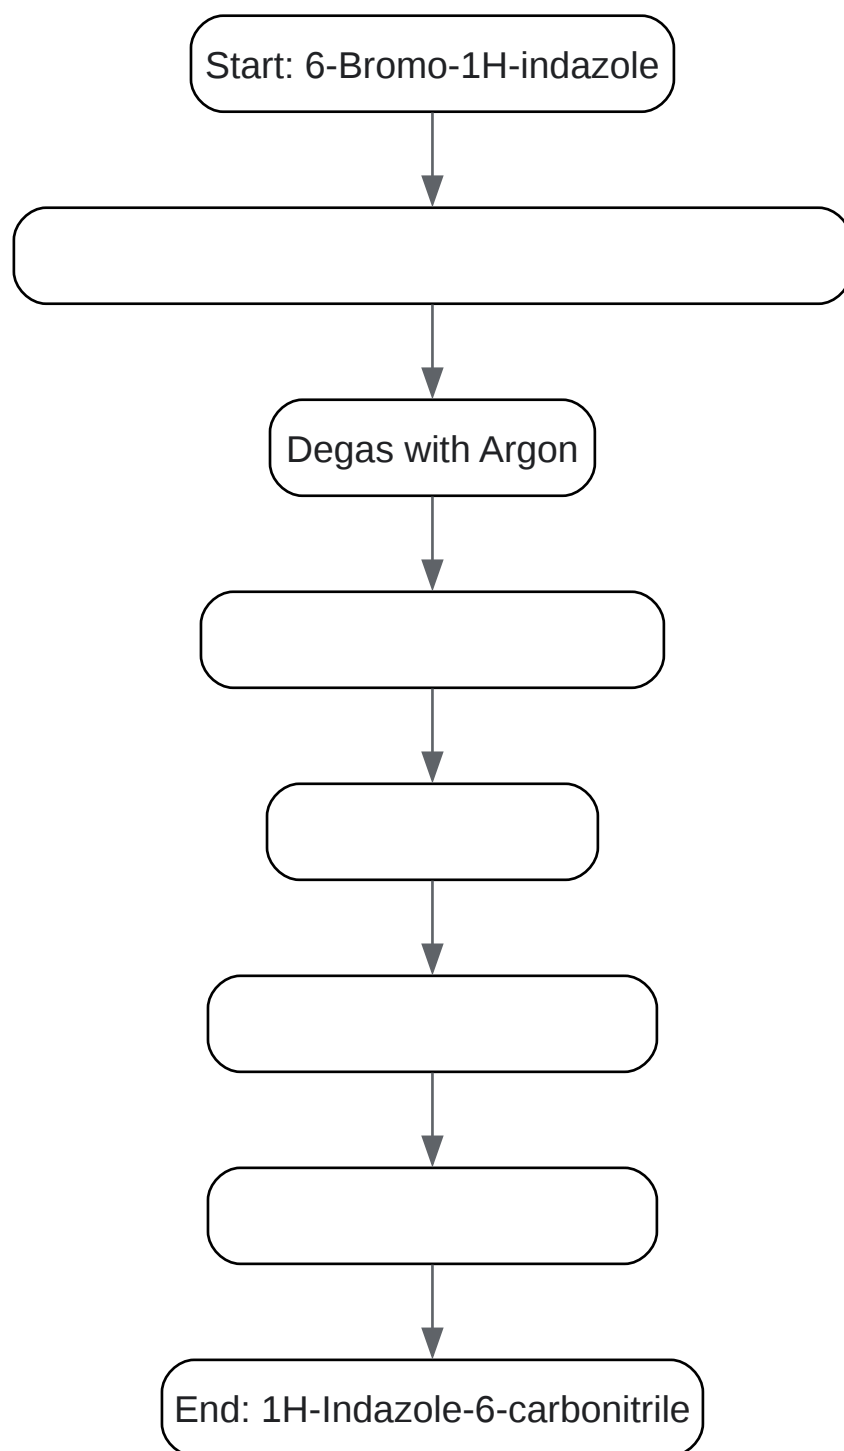 Start: 6-Bromo-1H-indazole
Degas with Argon
End: 1H-Indazole-6-carbonitrile